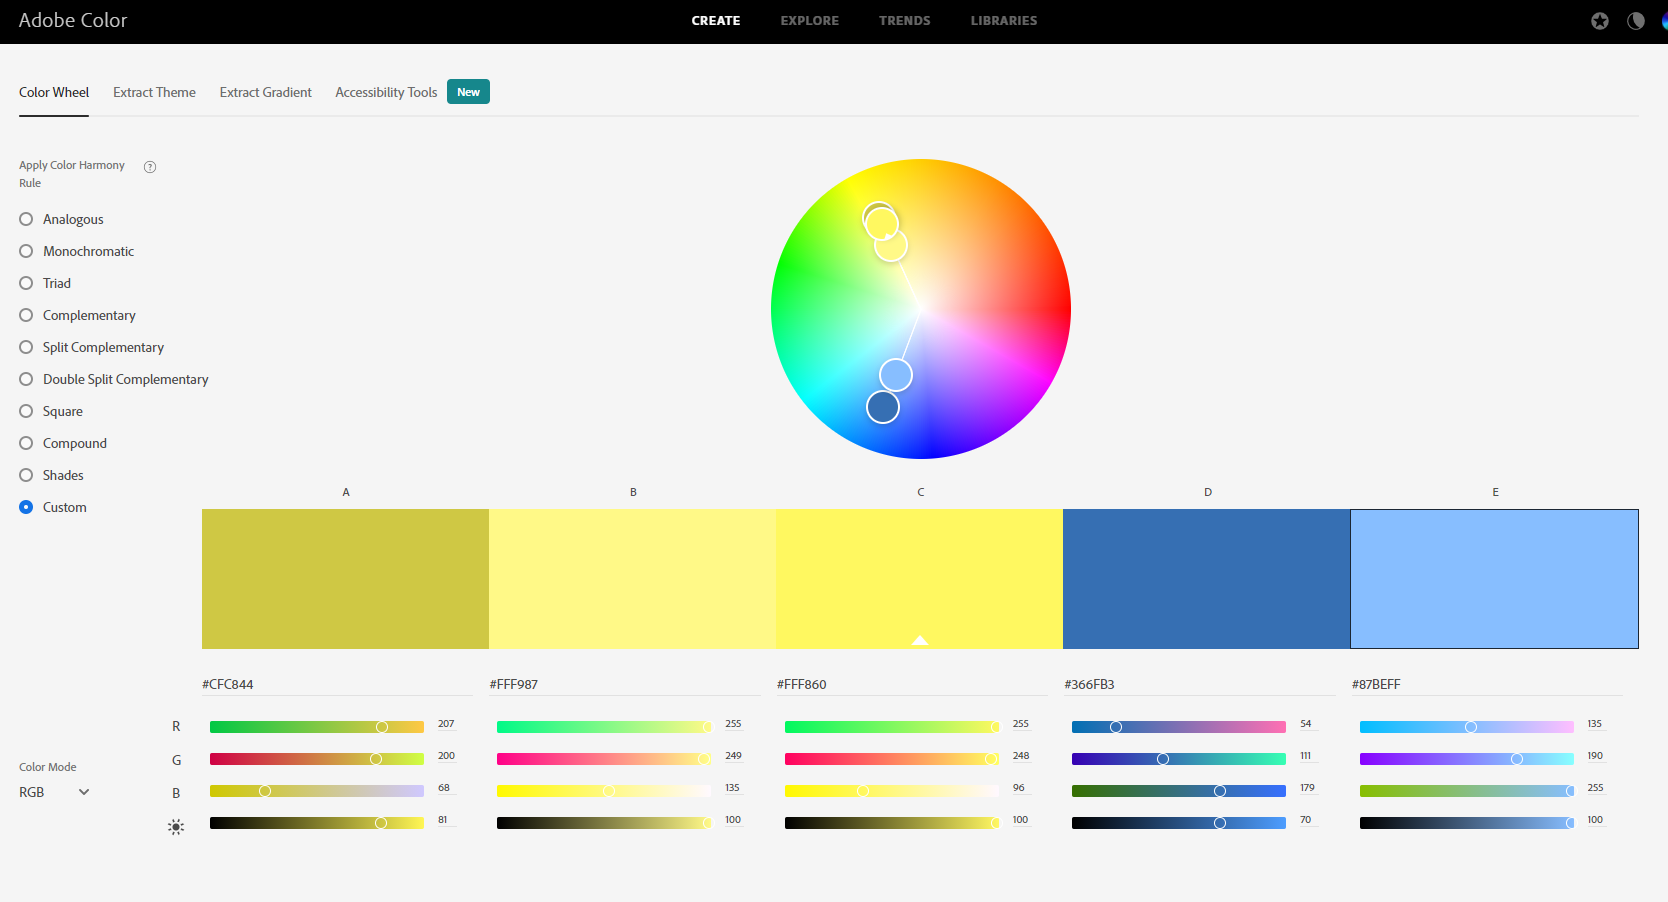 Adobe Color
CREATE EXPLORE TRENDS LIBRARIES
Color Wheel Extract Theme Extract Gradient Accessibility Tools New
Apply Color Harmony
Rule
?
Analogous
Monochromatic
Triad
Complementary
Split Complementary
Double Split Complementary
Square
Compound
Shades
Custom
A B C D E
#CFC844 #FFF987 #FFF860 #366FB3 #87BEFF
R 207 255 255 54 135
G 200 249 248 111 190
Color Mode
RGB
B 68 135 96 179 255
81 100 100 70 100